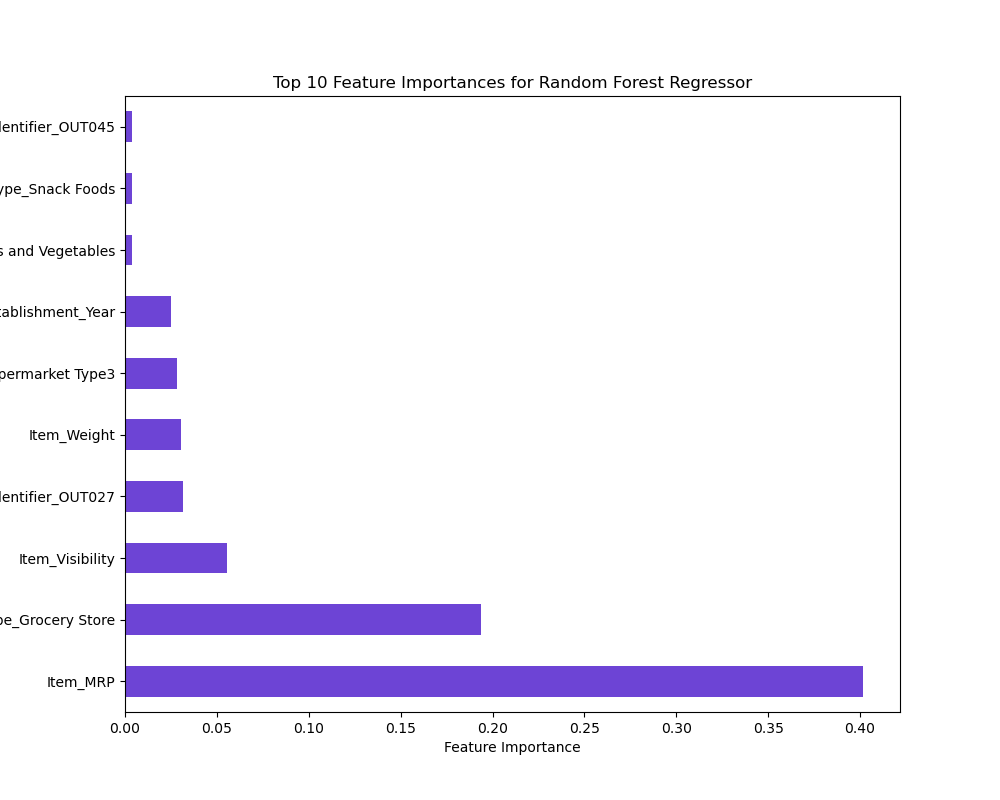 Top 10 Feature Importances for Random Forest Regressor
dentifier_OUT045
ype_Snack Foods
s and Vegetables
tablishment_Year
permarket Type3
Item_Weight
dentifier_OUT027
Item_Visibility
pe_Grocery Store
Item_MRP
0.00 0.05 0.10 0.15 0.20 0.25 0.30 0.35 0.40
Feature Importance